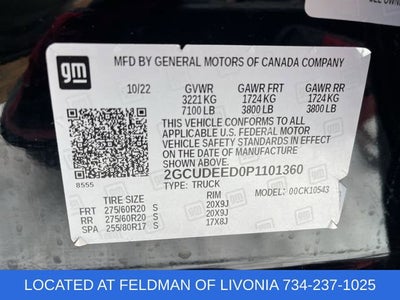 DEL OWN
gm
MFD BY GENERAL MOTORS OF CANADA COMPANY
10/22 GVWR GAWR FRT GAWR RR
3221 KG 1724 KG 1724 KG
7100 LB 3800 LB 3800 LB
THIS VEHICLE CONFORMS TO ALL
APPLICABLE U.S. FEDERAL MOTOR
VEHICLE SAFETY STANDARDS IN EFFECT
ON THE DATE OF MANUFACTURE
SHOWN ABOVE.
2GCUDEED0P1101360
8555 TYPE: TRUCK MODEL: 00CK10543
TIRE SIZE RIM
FRT 275/60R20 S 20X9J
RR 275/60R20 S 20X9J
SPA 255/80R17 S 17X8J
LOCATED AT FELDMAN OF LIVONIA 734-237-1025